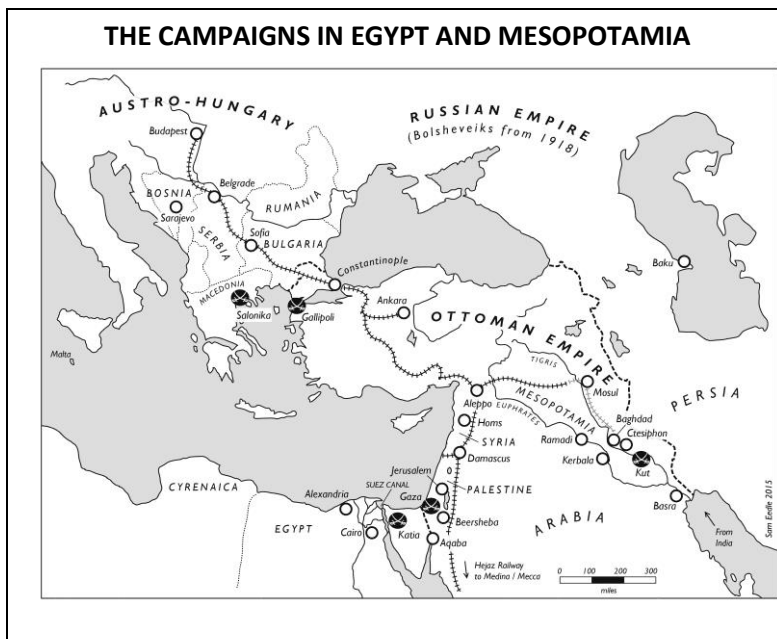 THE CAMPAIGNS IN EGYPT AND MESOPOTAMIA
AUSTRO-HUNGARY
RUSSIAN EMPIRE
(Bolsheveiks from 1918)
Budapest
Belgrade
BOSNIA
Sarajevo
RUMANIA
SERBIA
Sofia
BULGARIA
Constantinople
MACEDONIA
Salonika
Gallipoli
Ankara
Baku
OTTOMAN EMPIRE
TIGRIS
Mosul
PERSIA
Malta
MESOPOTAMIA
Aleppo
EUPHRATES
Baghdad
Ctesiphon
Homs
SYRIA
Ramadi
Damascus
Kerbala
Kut
Jerusalem
CYRENAICA
Alexandria
SUEZ CANAL
Gaza
PALESTINE
Basra
EGYPT
Cairo
Katia
Beersheba
Aqaba
ARABIA
From
India
Hejaz Railway
to Medina / Mecca
0 100 200 300
miles
Sam Eedle 2015